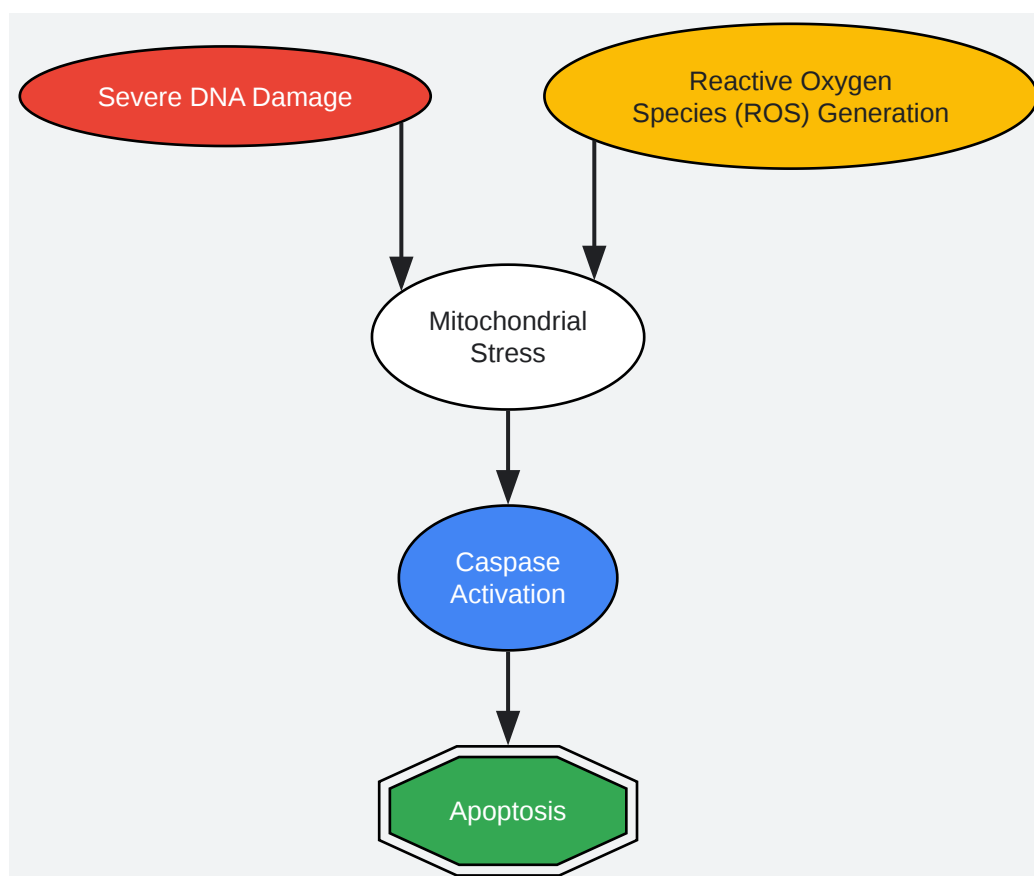 Severe DNA Damage
Reactive Oxygen
Species (ROS) Generation
Mitochondrial
Stress
Caspase
Activation
Apoptosis